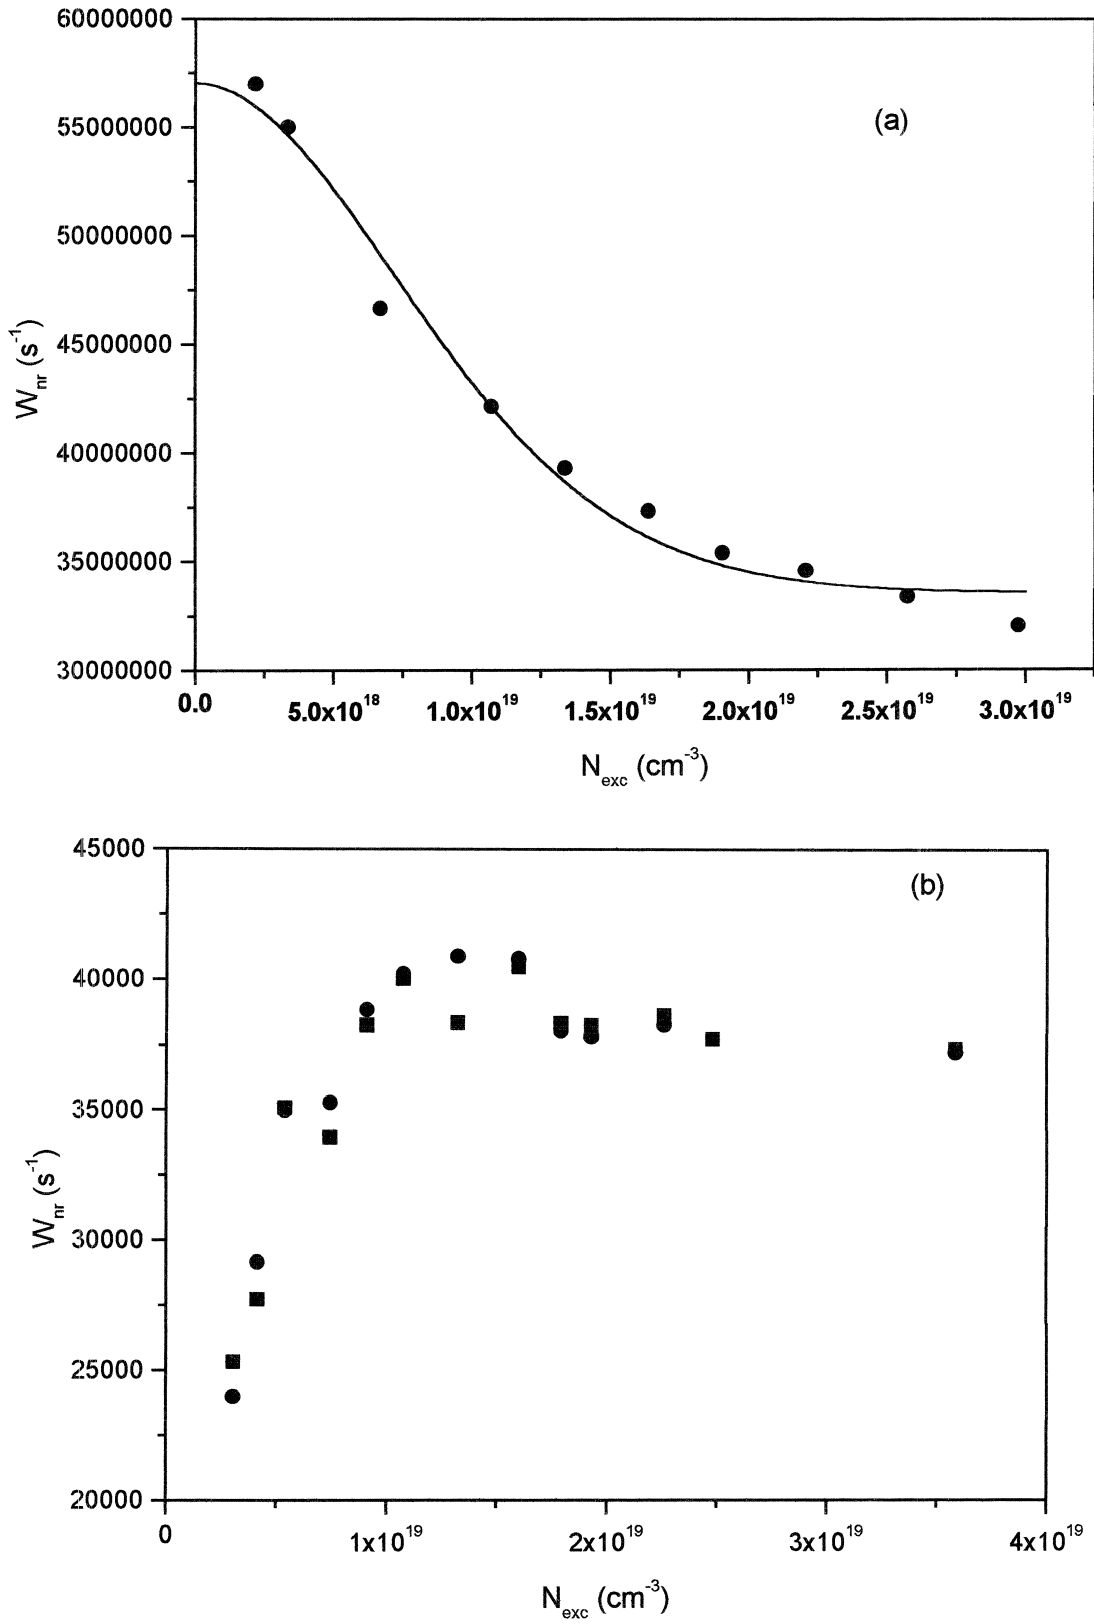 60000000
(a)
55000000
50000000
45000000
40000000
35000000
30000000
W_nr (s^-1)
0.0 5.0x10^18 1.0x10^19 1.5x10^19 2.0x10^19 2.5x10^19 3.0x10^19
N_exc (cm^-3)
45000
(b)
40000
35000
30000
25000
20000
W_nr (s^-1)
0 1x10^19 2x10^19 3x10^19 4x10^19
N_exc (cm^-3)